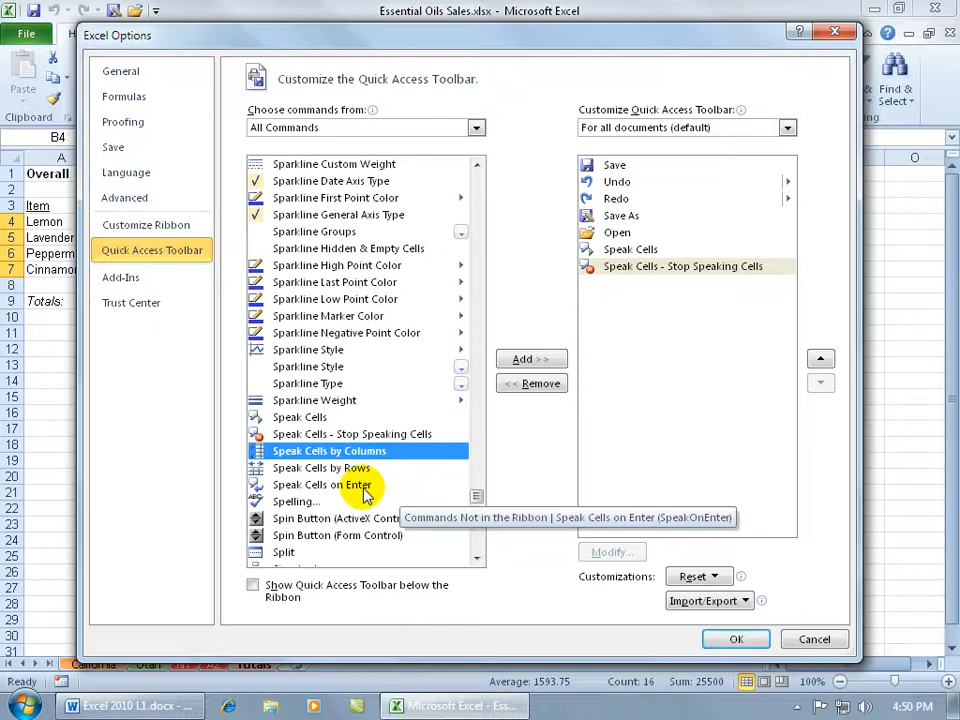 Essential Oils Sales.xlsx - Microsoft Excel
File
Paste
Clipboard
Find &
Select
B4
A
O
1 Overall
2
3 Item
4 Lemon
5 Lavender
6 Pepperm
7 Cinnamor
8
9 Totals:
10
11
12
13
14
15
16
17
18
19
20
21
22
23
24
25
26
27
28
29
30
31
Excel Options
General
Formulas
Proofing
Save
Language
Advanced
Customize Ribbon
Quick Access Toolbar
Add-Ins
Trust Center
Customize the Quick Access Toolbar.
Choose commands from:
All Commands
Sparkline Custom Weight
Sparkline Date Axis Type
Sparkline First Point Color
Sparkline General Axis Type
Sparkline Groups
Sparkline Hidden & Empty Cells
Sparkline High Point Color
Sparkline Last Point Color
Sparkline Low Point Color
Sparkline Marker Color
Sparkline Negative Point Color
Sparkline Style
Sparkline Style
Sparkline Type
Sparkline Weight
Speak Cells
Speak Cells - Stop Speaking Cells
Speak Cells by Columns
Speak Cells by Rows
Speak Cells on Enter
Spelling...
Spin Button (ActiveX Contr
Spin Button (Form Control)
Split
Commands Not in the Ribbon | Speak Cells on Enter (SpeakOnEnter)
Show Quick Access Toolbar below the
Ribbon
Add >>
<< Remove
Customize Quick Access Toolbar:
For all documents (default)
Save
Undo
Redo
Save As
Open
Speak Cells
Speak Cells - Stop Speaking Cells
Modify...
Customizations:
Reset
Import/Export
OK
Cancel
California
Utah
NY
AZ
Totals
Ready
Average: 1593.75
Count: 16
Sum: 25500
100%
Excel 2010 L1.docx - ...
Microsoft Excel - Ess...
4:50 PM